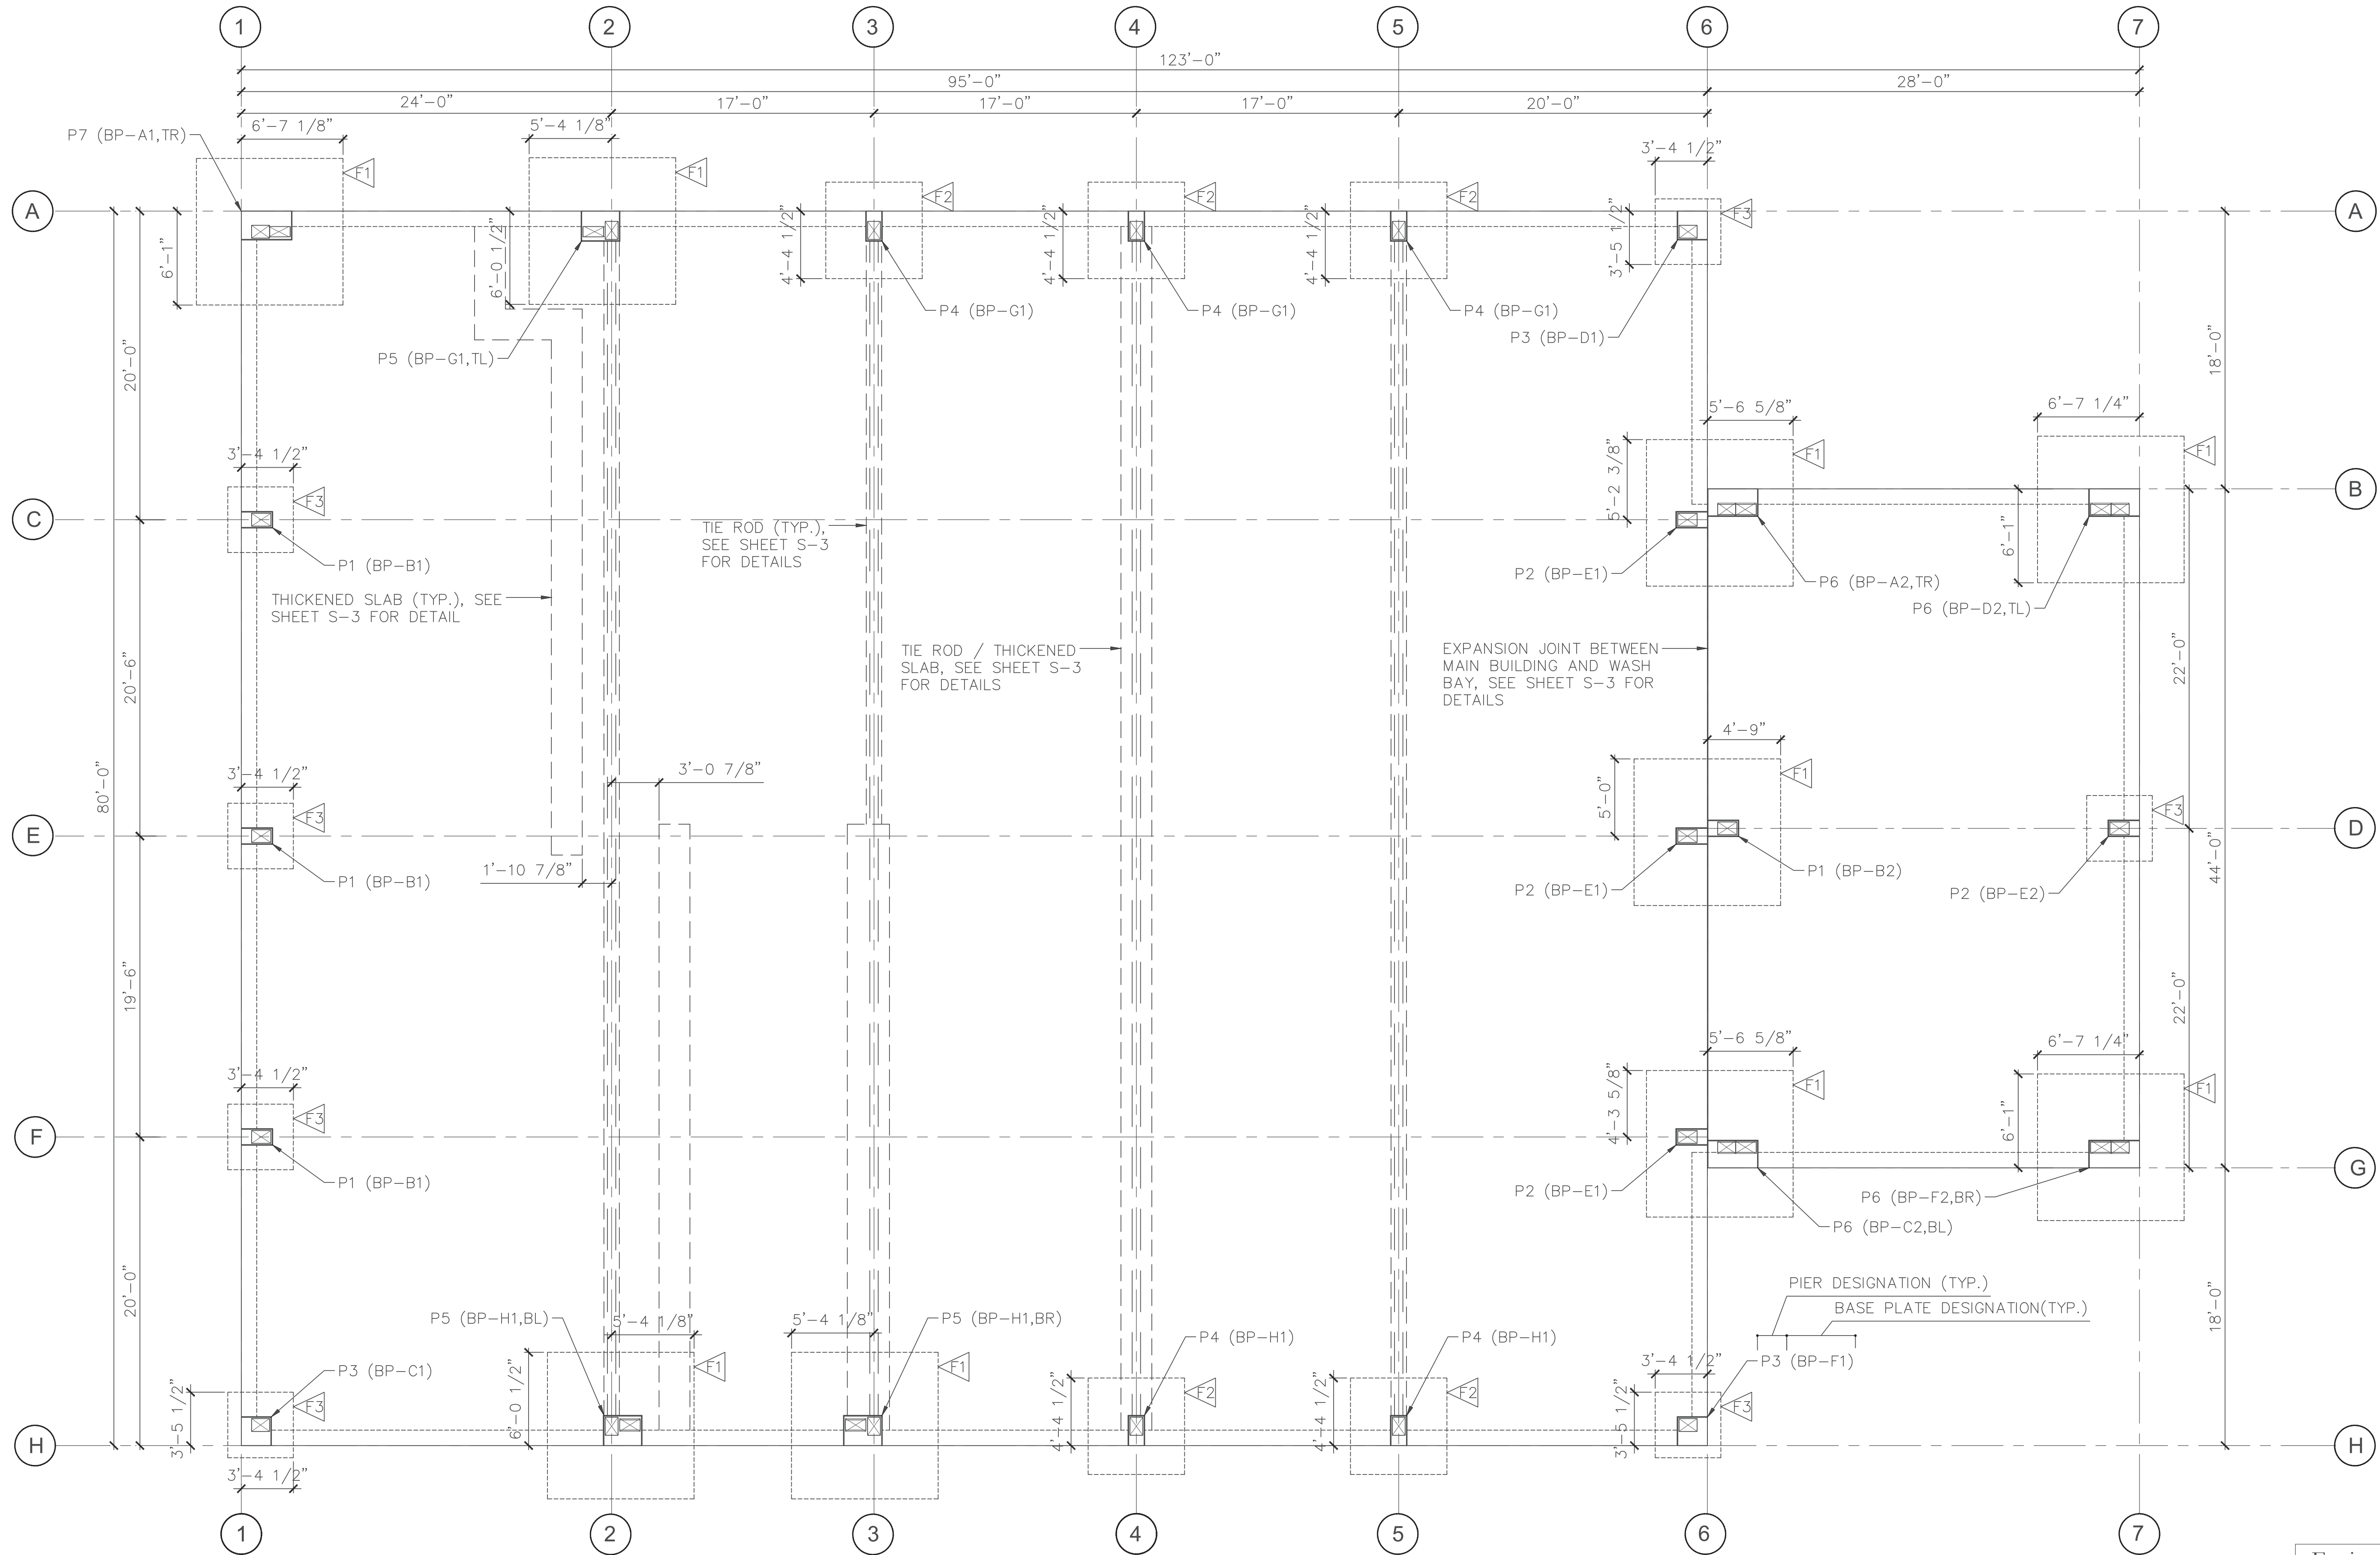 1 2 3 4 5 6 7
123'-0"
95'-0" 28'-0"
24'-0" 17'-0" 17'-0" 17'-0" 20'-0"
P7 (BP-A1,TR)
6'-7 1/8"
5'-4 1/8"
3'-4 1/2"
F1
F1
F2
F2
F2
F3
A
A
6'-1"
6'-0 1/2"
4'-4 1/2"
4'-4 1/2"
4'-4 1/2"
3'-5 1/2"
P4 (BP-G1)
P4 (BP-G1)
P4 (BP-G1)
P3 (BP-D1)
P5 (BP-G1,TL)
20'-0"
18'-0"
5'-6 5/8"
6'-7 1/4"
3'-4 1/2"
5'-2 3/8"
F1
F1
F3
B
C
TIE ROD (TYP.),
SEE SHEET S-3
FOR DETAILS
6'-1"
P1 (BP-B1)
P2 (BP-E1)
P6 (BP-A2,TR)
P6 (BP-D2,TL)
THICKENED SLAB (TYP.), SEE
SHEET S-3 FOR DETAIL
TIE ROD / THICKENED
SLAB, SEE SHEET S-3
FOR DETAILS
EXPANSION JOINT BETWEEN
MAIN BUILDING AND WASH
BAY, SEE SHEET S-3 FOR
DETAILS
20'-6"
22'-0"
80'-0"
3'-4 1/2"
3'-0 7/8"
4'-9"
5'-0"
F1
F3
F3
E
D
1'-10 7/8"
P1 (BP-B1)
P2 (BP-E1)
P1 (BP-B2)
P2 (BP-E2)
44'-0"
19'-6"
22'-0"
3'-4 1/2"
5'-6 5/8"
6'-7 1/4"
4'-3 5/8"
F3
F1
F1
6'-1"
F
G
P1 (BP-B1)
P2 (BP-E1)
P6 (BP-F2,BR)
P6 (BP-C2,BL)
PIER DESIGNATION (TYP.)
BASE PLATE DESIGNATION(TYP.)
20'-0"
18'-0"
P5 (BP-H1,BL)
5'-4 1/8"
5'-4 1/8"
P5 (BP-H1,BR)
P4 (BP-H1)
P4 (BP-H1)
3'-4 1/2"
P3 (BP-F1)
P3 (BP-C1)
F3
F1
F1
F2
F2
F3
3'-5 1/2"
6'-0 1/2"
4'-4 1/2"
4'-4 1/2"
3'-5 1/2"
H
H
3'-4 1/2"
1 2 3 4 5 6 7